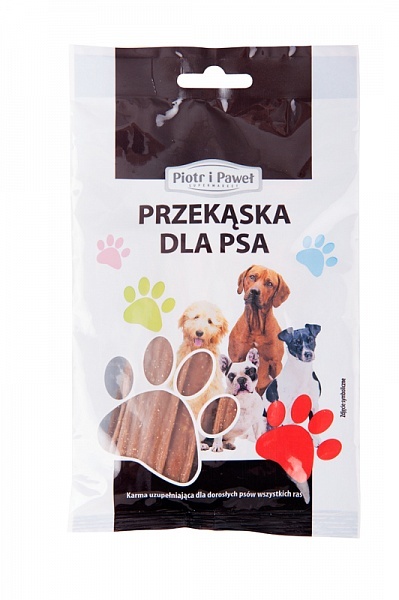 Piotr i Paweł
SUPERMARKET
PRZEKĄSKA
DLA PSA
Zdjęcie symboliczne
Karma uzupełniająca dla dorosłych psów wszystkich ras